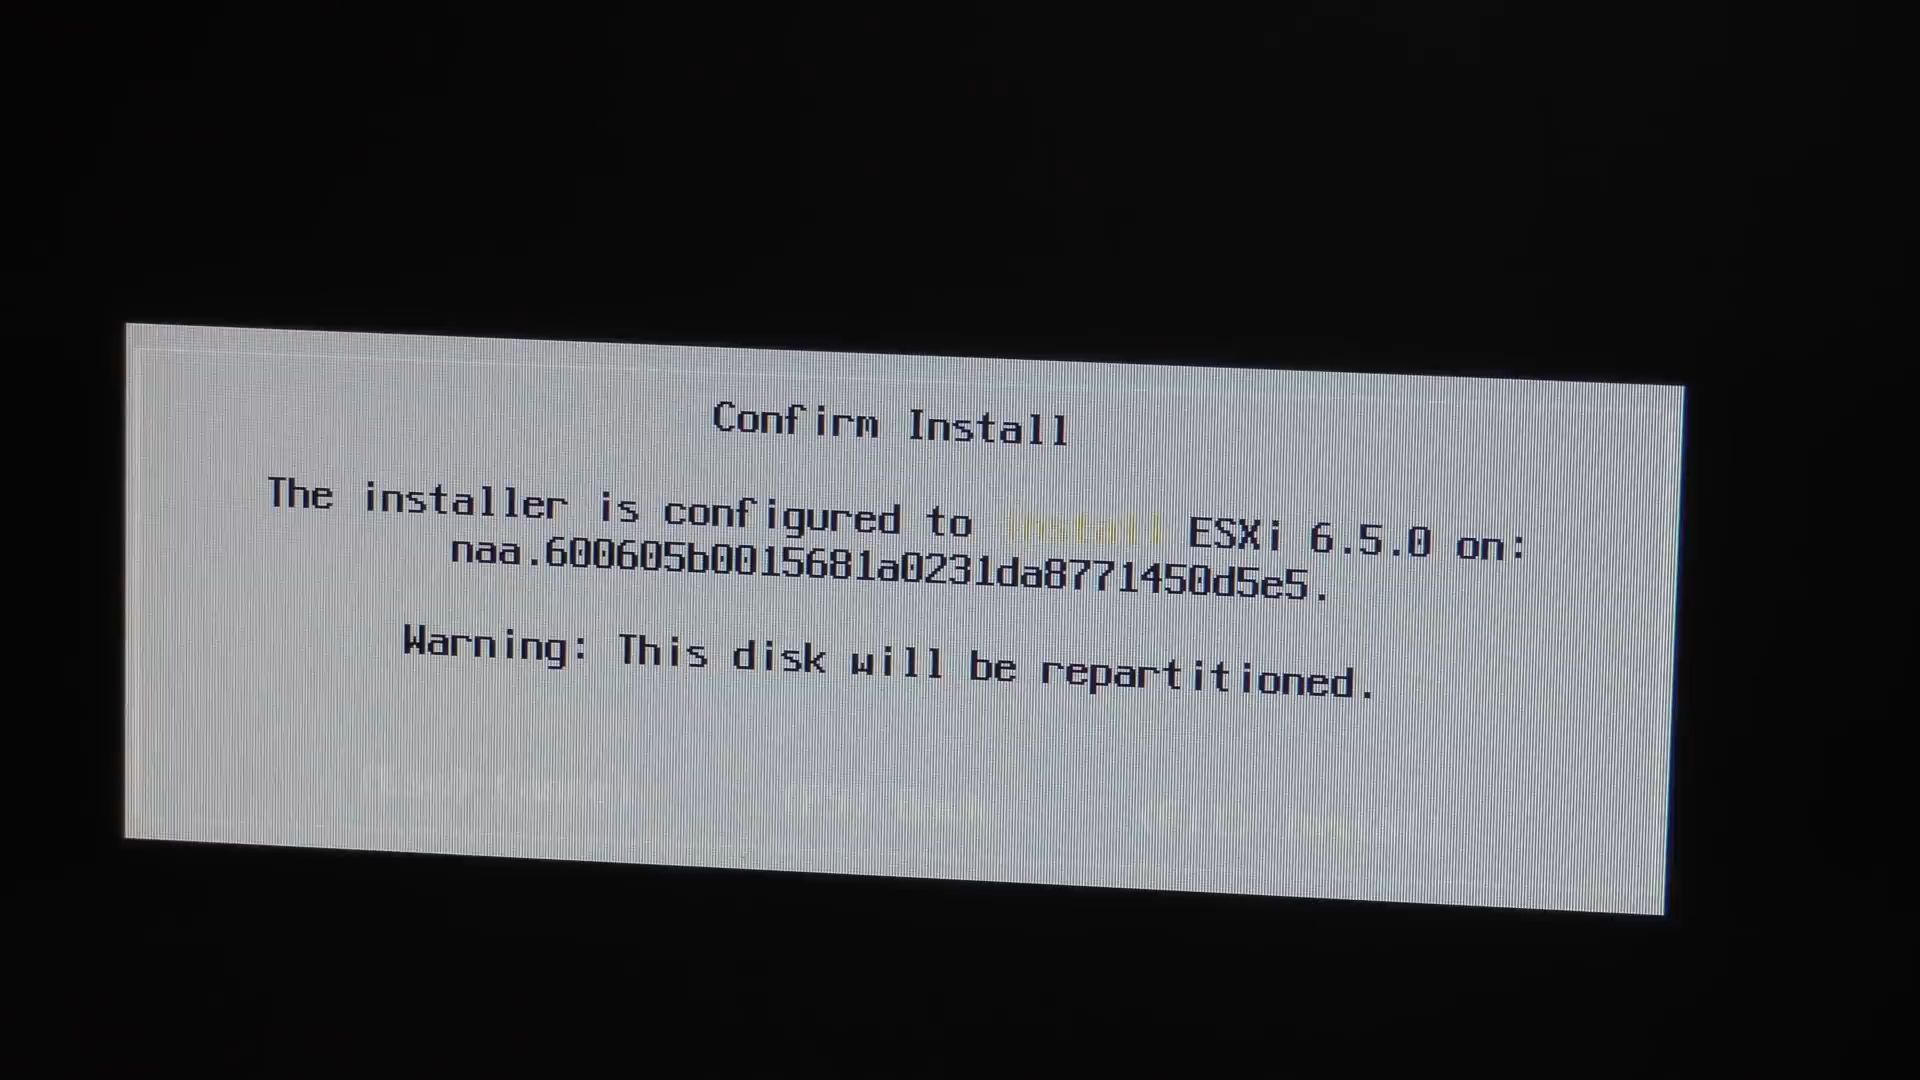 Confirm Install
The installer is configured to install ESXi 6.5.0 on:
naa.600605b0015681a0231da8771450d5e5.
Warning: This disk will be repartitioned.